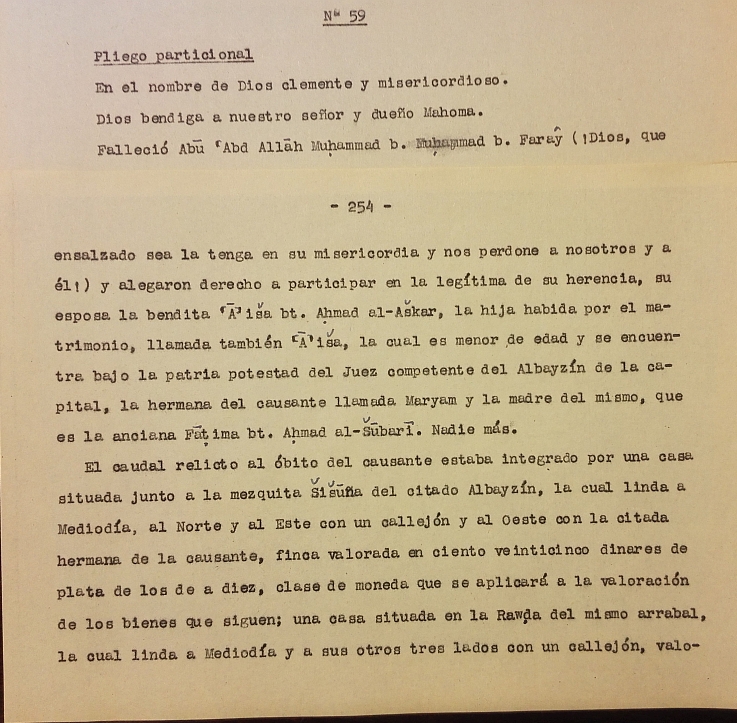 Nº 59
Pliego particional
En el nombre de Dios clemente y misericordioso.
Dios bendiga a nuestro señor y dueño Mahoma.
Falleció Abū ʿAbd Allāh Muḥammad b. Muḥammad b. Faraŷ (¡Dios, que
- 254 -
ensalzado sea la tenga en su misericordia y nos perdone a nosotros y a
él!) y alegaron derecho a participar en la legítima de su herencia, su
esposa la bendita ʿĀʾiša bt. Aḥmad al-Aškar, la hija habida por el ma-
trimonio, llamada también ʿĀʾiša, la cual es menor de edad y se encuen-
tra bajo la patria potestad del Juez competente del Albayzín de la ca-
pital, la hermana del causante llamada Maryam y la madre del mismo, que
es la anciana Fāṭima bt. Aḥmad al-Šūbarī. Nadie más.
El caudal relicto al óbito del causante estaba integrado por una casa
situada junto a la mezquita Šišūña del citado Albayzín, la cual linda a
Mediodía, al Norte y al Este con un callejón y al Oeste con la citada
hermana de la causante, finca valorada en ciento veinticinco dinares de
plata de los de a diez, clase de moneda que se aplicará a la valoración
de los bienes que siguen; una casa situada en la Rawḍa del mismo arrabal,
la cual linda a Mediodía y a sus otros tres lados con un callejón, valo-